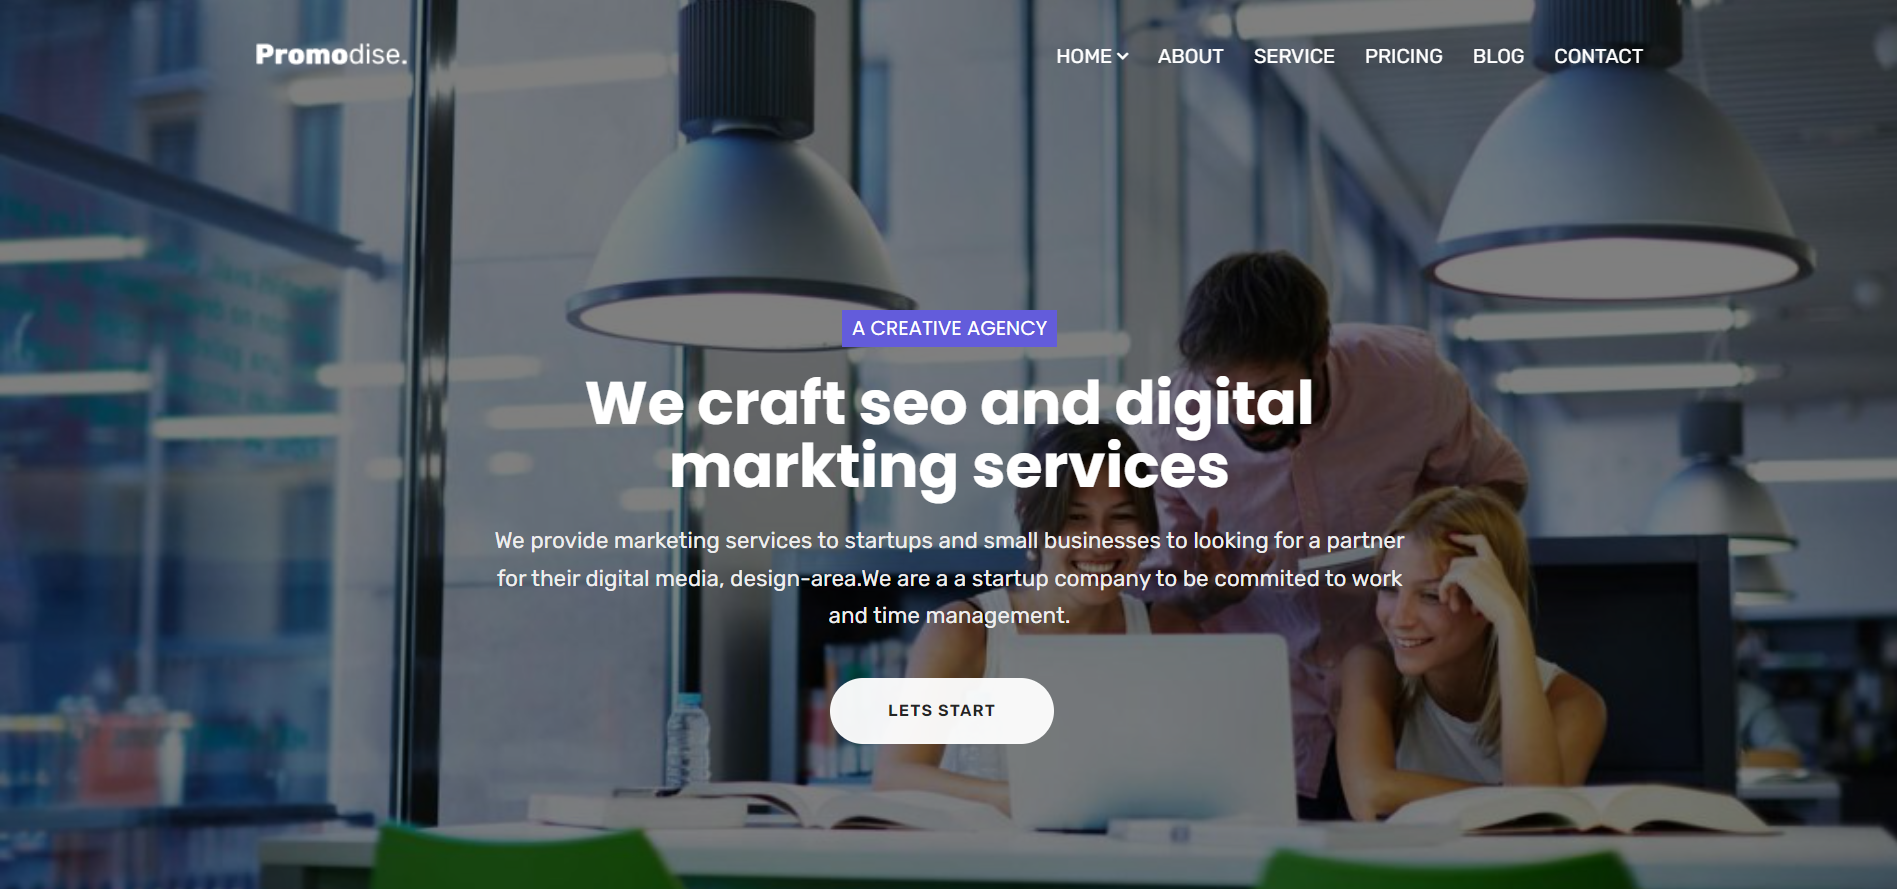 Promodise.
HOME ABOUT SERVICE PRICING BLOG CONTACT
A CREATIVE AGENCY
We craft seo and digital
markting services
We provide marketing services to startups and small businesses to looking for a partner
for their digital media, design-area.We are a a startup company to be commited to work
and time management.
LETS START